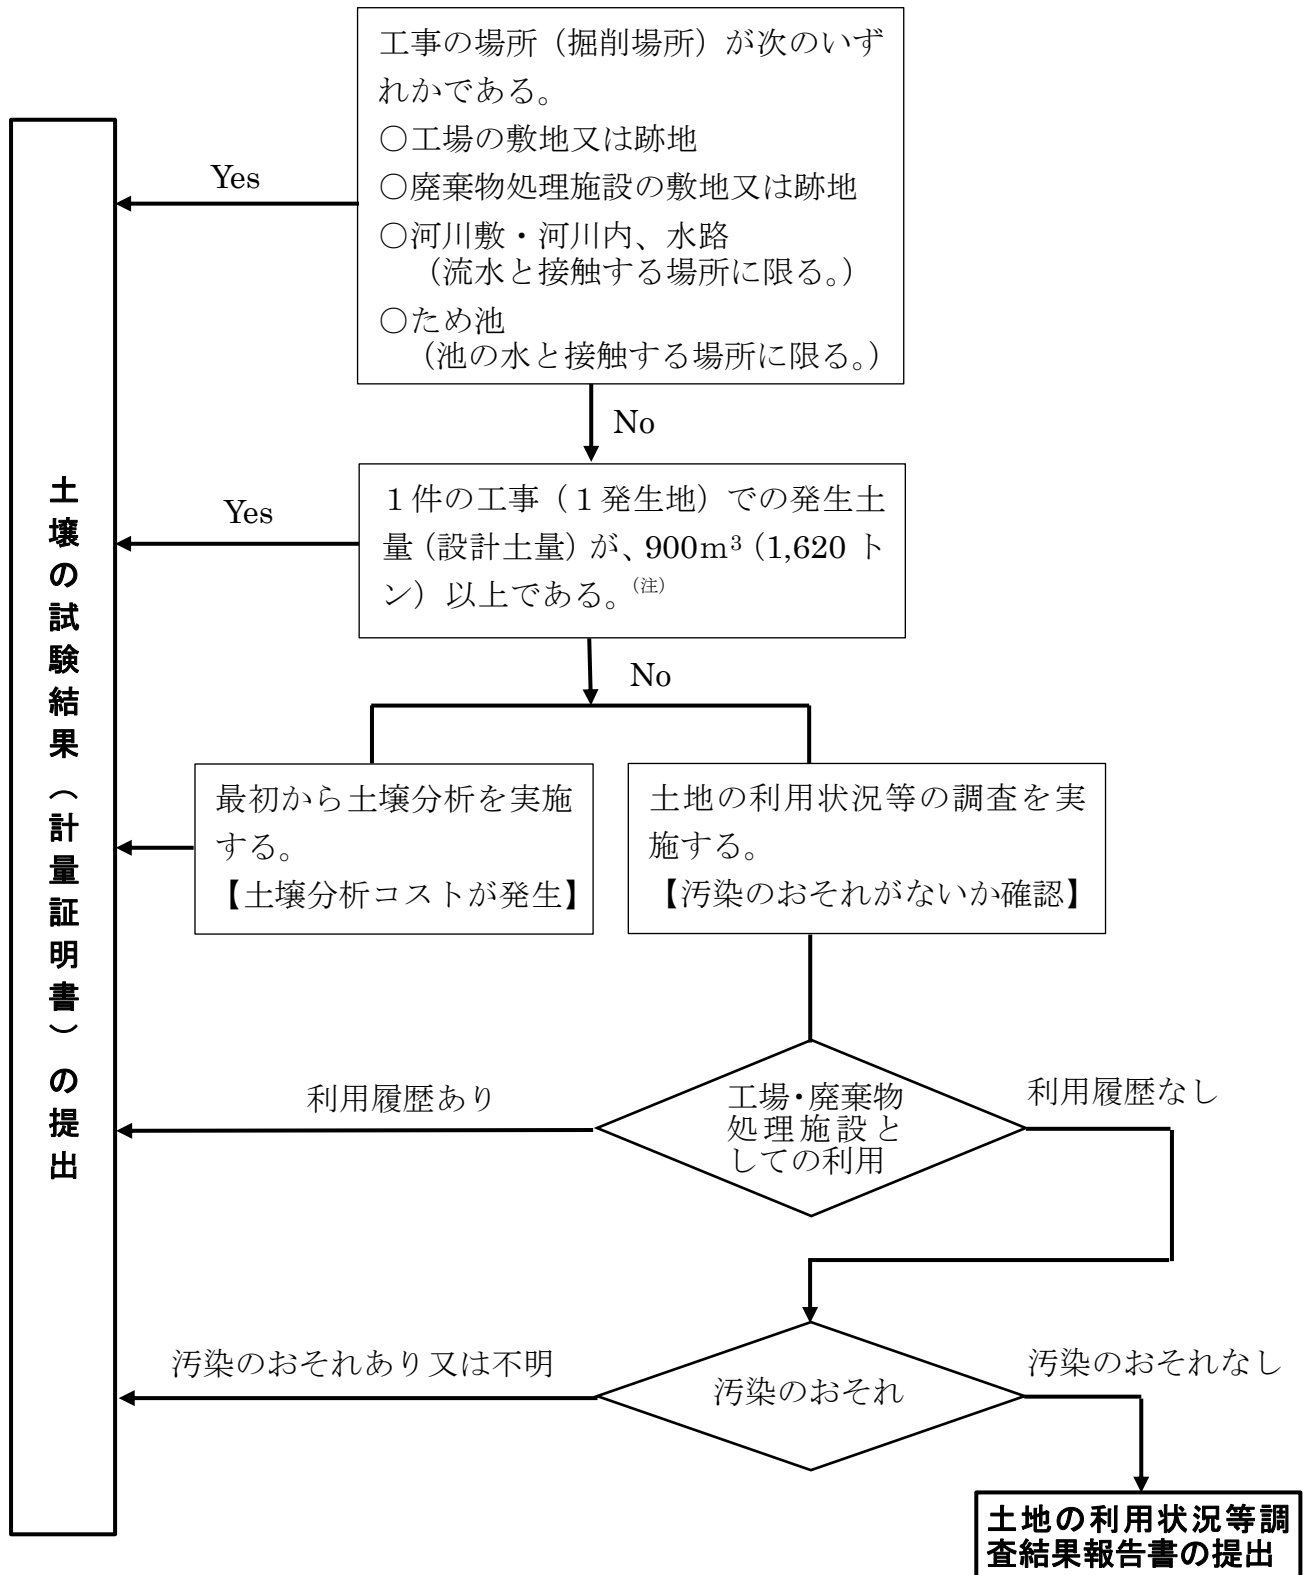 工事の場所（掘削場所）が次のいず
れかである。
○工場の敷地又は跡地
○廃棄物処理施設の敷地又は跡地
○河川敷・河川内、水路
（流水と接触する場所に限る。）
○ため池
（池の水と接触する場所に限る。）
Yes
No
１件の工事（１発生地）での発生土
量（設計土量）が、900m³（1,620 ト
ン）以上である。（注）
Yes
No
土壌の試験結果（計量証明書）の提出
最初から土壌分析を実施
する。
【土壌分析コストが発生】
土地の利用状況等の調査を実
施する。
【汚染のおそれがないか確認】
利用履歴あり
工場・廃棄物
処理施設と
しての利用
利用履歴なし
汚染のおそれあり又は不明
汚染のおそれ
汚染のおそれなし
土地の利用状況等調
査結果報告書の提出